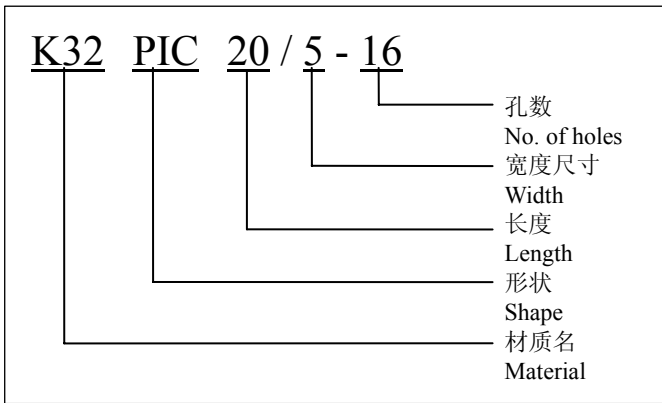 K32 PIC 20 / 5 - 16
孔数
No. of holes
宽度尺寸
Width
长度
Length
形状
Shape
材质名
Material